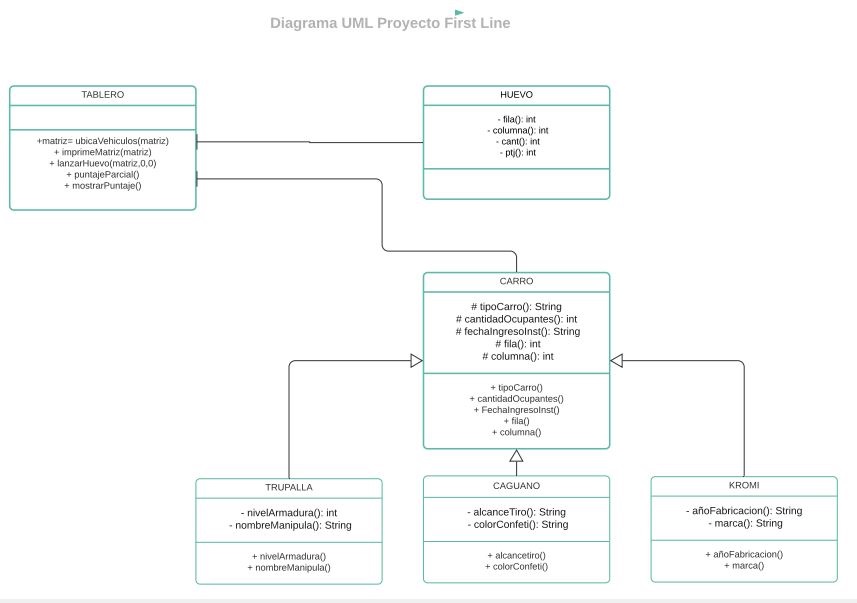 Diagrama UML Proyecto First Line
TABLERO
+matriz= ubicaVehiculos(matriz)
+ imprimeMatriz(matriz)
+ lanzarHuevo(matriz,0,0)
+ puntajeParcial()
+ mostrarPuntaje()
HUEVO
- fila(): int
- columna(): int
- cant(): int
- ptj(): int
CARRO
# tipoCarro(): String
# cantidadOcupantes(): int
# fechaIngresoInst(): String
# fila(): int
# columna(): int
+ tipoCarro()
+ cantidadOcupantes()
+ FechaIngresoInst()
+ fila()
+ columna()
TRUPALLA
- nivelArmadura(): int
- nombreManipula(): String
+ nivelArmadura()
+ nombreManipula()
CAGUANO
- alcanceTiro(): String
- colorConfeti(): String
+ alcancetiro()
+ colorConfeti()
KROMI
- añoFabricacion(): String
- marca(): String
+ añoFabricacion()
+ marca()